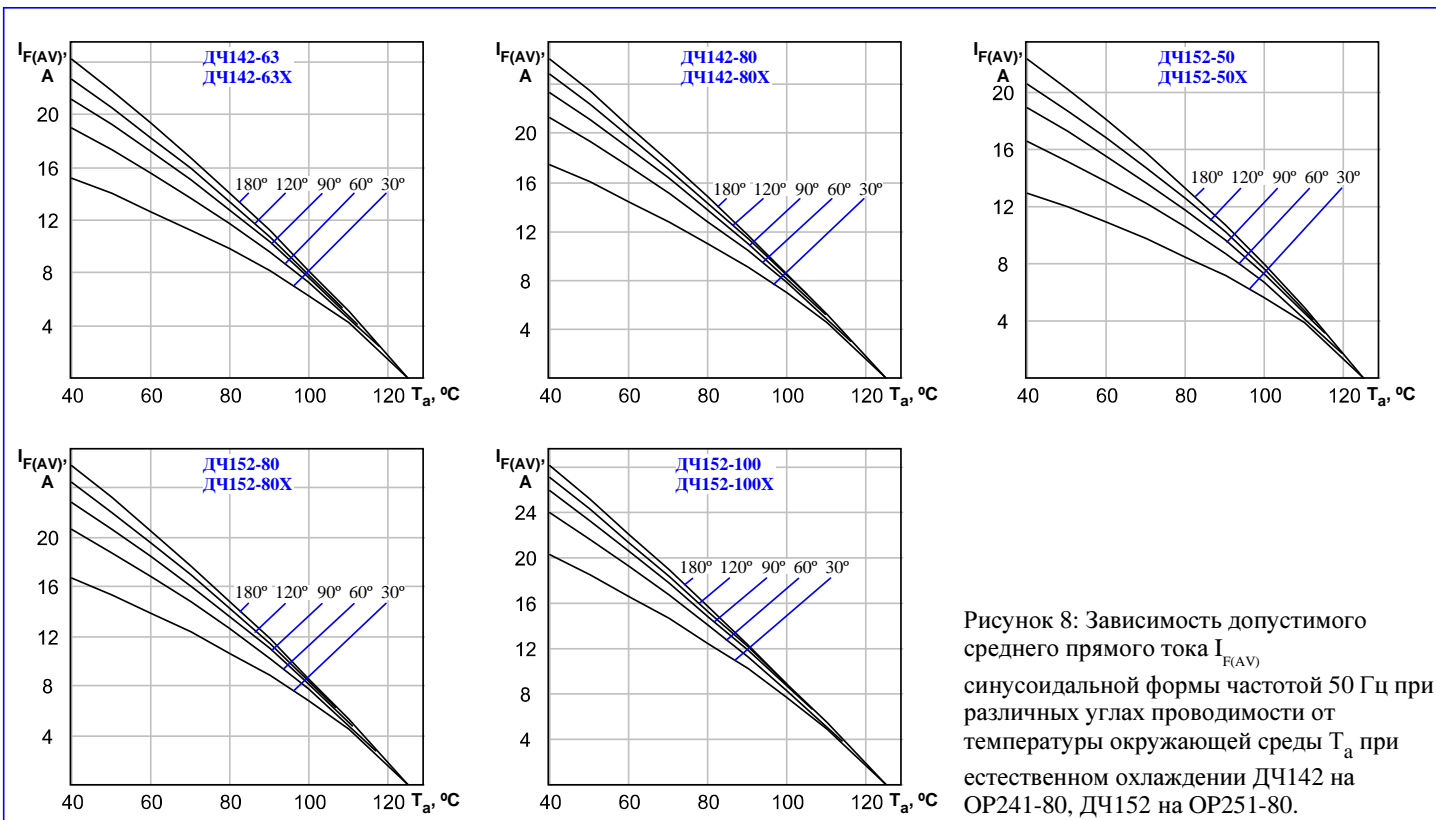 I F(AV), A
ДЧ142-63
ДЧ142-63Х
20
16
12
8
4
180º 120º 90º 60º 30º
40 60 80 100 120 Ta, ºC
I F(AV), A
ДЧ142-80
ДЧ142-80Х
20
16
12
8
4
180º 120º 90º 60º 30º
40 60 80 100 120 Ta, ºC
I F(AV), A
ДЧ152-50
ДЧ152-50Х
20
16
12
8
4
180º 120º 90º 60º 30º
40 60 80 100 120 Ta, ºC
I F(AV), A
ДЧ152-80
ДЧ152-80Х
20
16
12
8
4
180º 120º 90º 60º 30º
40 60 80 100 120 Ta, ºC
I F(AV), A
ДЧ152-100
ДЧ152-100Х
24
20
16
12
8
4
180º 120º 90º 60º 30º
40 60 80 100 120 Ta, ºC
Рисунок 8: Зависимость допустимого
среднего прямого тока I F(AV)
синусоидальной формы частотой 50 Гц при
различных углах проводимости от
температуры окружающей среды Ta при
естественном охлаждении ДЧ142 на
ОР241-80, ДЧ152 на ОР251-80.